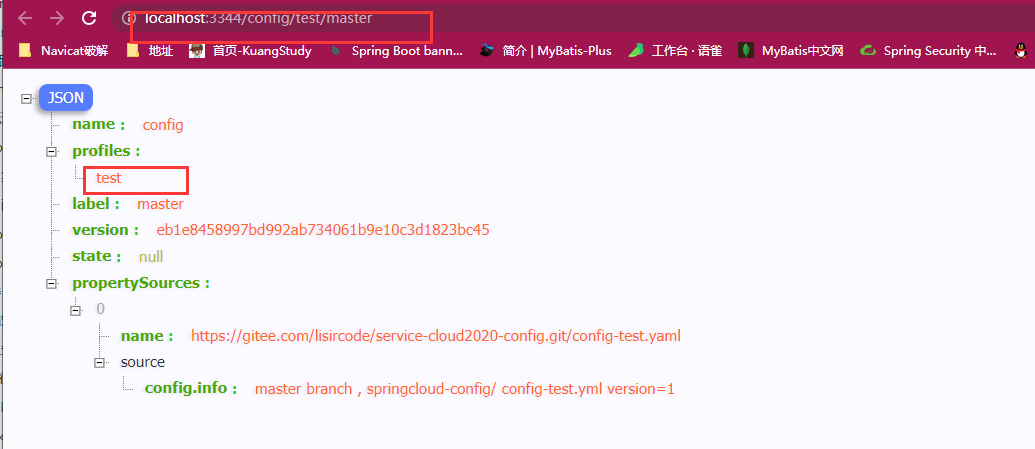 localhost:3344/config/test/master
Navicat破解 地址 首页-KuangStudy Spring Boot bann... 简介 | MyBatis-Plus 工作台 · 语雀 MyBatis中文网 Spring Security 中...
JSON
name : config
profiles :
test
label : master
version : eb1e8458997bd992ab734061b9e10c3d1823bc45
state : null
propertySources :
0
name : https://gitee.com/lisircode/service-cloud2020-config.git/config-test.yaml
source
config.info : master branch , springcloud-config/ config-test.yml version=1